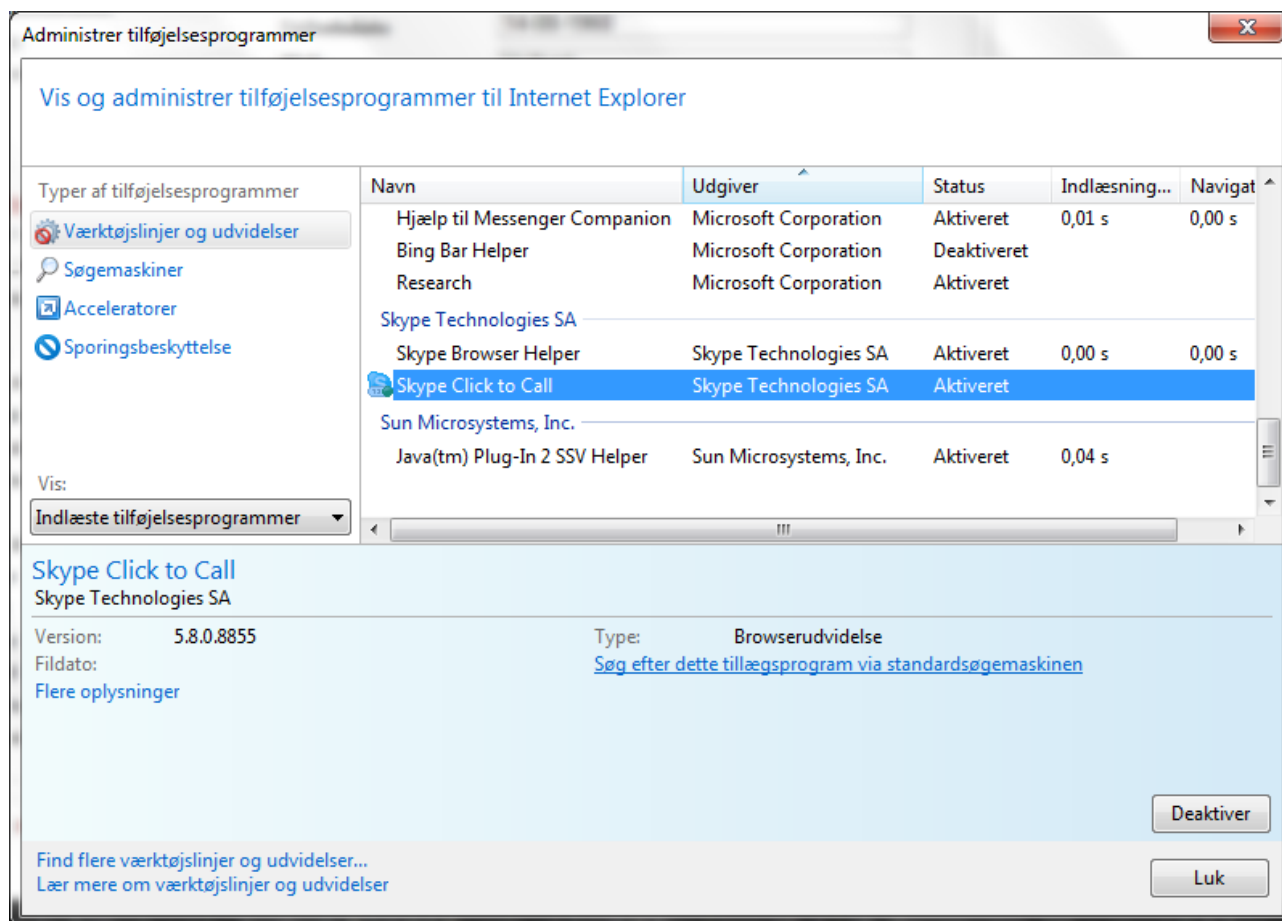 Administrer tilføjelsesprogrammer
Vis og administrer tilføjelsesprogrammer til Internet Explorer
Typer af tilføjelsesprogrammer
Værktøjslinjer og udvidelser
Søgemaskiner
Acceleratorer
Sporingsbeskyttelse
Vis:
Indlæste tilføjelsesprogrammer
Navn Udgiver Status Indlæsning... Navigat
Hjælp til Messenger Companion Microsoft Corporation Aktiveret 0,01 s 0,00 s
Bing Bar Helper Microsoft Corporation Deaktiveret
Research Microsoft Corporation Aktiveret
Skype Technologies SA
Skype Browser Helper Skype Technologies SA Aktiveret 0,00 s 0,00 s
Skype Click to Call Skype Technologies SA Aktiveret
Sun Microsystems, Inc.
Java(tm) Plug-In 2 SSV Helper Sun Microsystems, Inc. Aktiveret 0,04 s
Skype Click to Call
Skype Technologies SA
Version: 5.8.0.8855 Type: Browserudvidelse
Fildato: Søg efter dette tillægsprogram via standardsøgemaskinen
Flere oplysninger
Deaktiver
Find flere værktøjslinjer og udvidelser...
Lær mere om værktøjslinjer og udvidelser
Luk